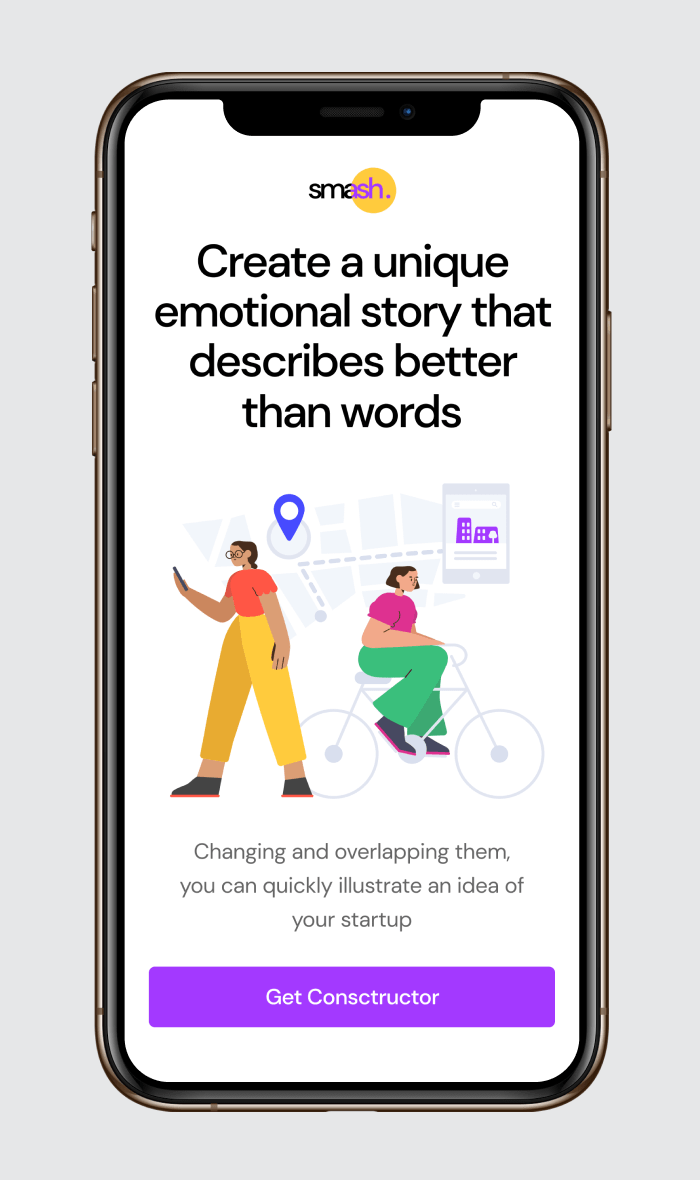 smash.
Create a unique
emotional story that
describes better
than words
Changing and overlapping them,
you can quickly illustrate an idea of
your startup
Get Consctructor